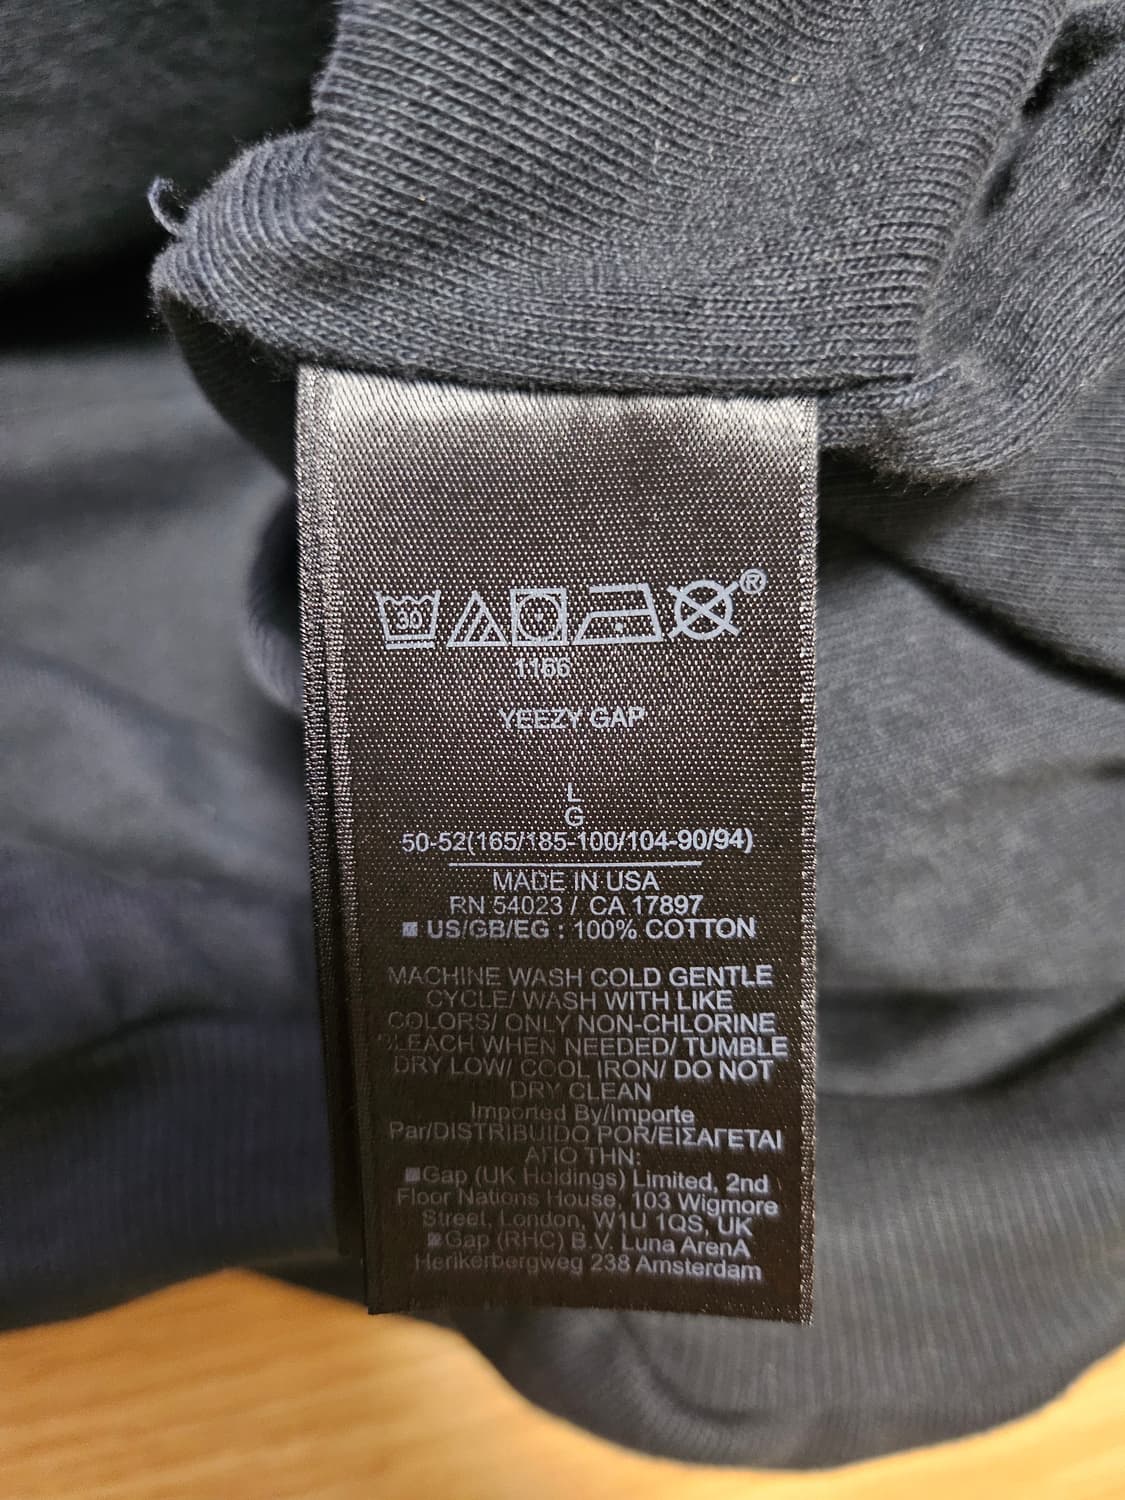 30 ®
1166
YEEZY GAP
L
G
50-52(165/185-100/104-90/94)
MADE IN USA
RN 54023 / CA 17897
US/GB/EG : 100% COTTON
MACHINE WASH COLD GENTLE
CYCLE/ WASH WITH LIKE
COLORS/ ONLY NON-CHLORINE
BLEACH WHEN NEEDED/ TUMBLE
DRY LOW/ COOL IRON/ DO NOT
DRY CLEAN
Imported By/Importe
Par/DISTRIBUIDO POR/ΕΙΣΑΓΕΤΑΙ
ΑΠΟ ΤΗΝ:
Gap (UK Holdings) Limited, 2nd
Floor Nations House, 103 Wigmore
Street, London, W1U 1QS, UK
Gap (RHC) B.V. Luna ArenA
Herikerbergweg 238 Amsterdam